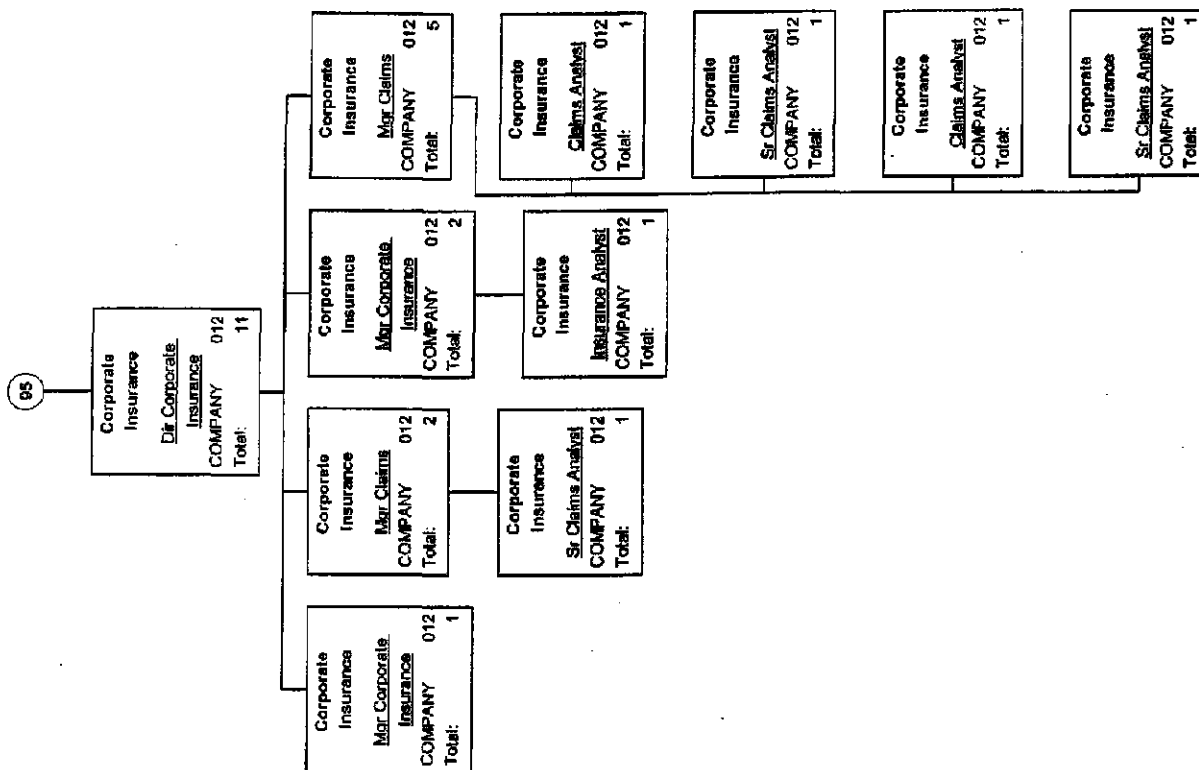 95
Corporate
Insurance
Dir Corporate
Insurance
COMPANY 012
Total: 11
Corporate
Insurance
Mgr Corporate
Insurance
COMPANY 012
Total: 1
Corporate
Insurance
Mgr Claims
COMPANY 012
Total: 2
Corporate
Insurance
Mgr Corporate
Insurance
COMPANY 012
Total: 2
Corporate
Insurance
Mgr Claims
COMPANY 012
Total: 5
Corporate
Insurance
Sr Claims Analyst
COMPANY 012
Total: 1
Corporate
Insurance
Insurance Analyst
COMPANY 012
Total: 1
Corporate
Insurance
Claims Analyst
COMPANY 012
Total: 1
Corporate
Insurance
Sr Claims Analyst
COMPANY 012
Total: 1
Corporate
Insurance
Claims Analyst
COMPANY 012
Total: 1
Corporate
Insurance
Sr Claims Analyst
COMPANY 012
Total: 1